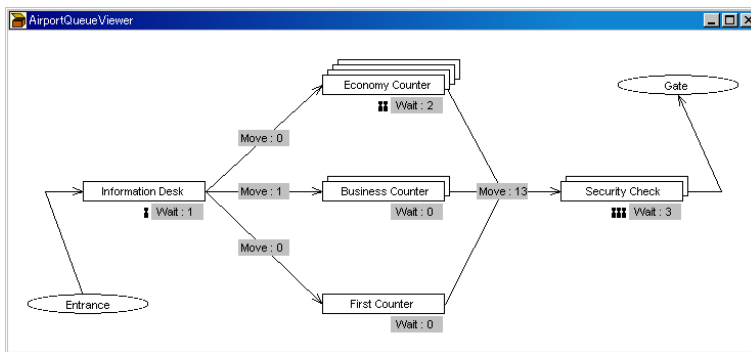 AirportQueueViewer
Economy Counter
Wait : 2
Gate
Move : 0
Information Desk
Wait : 1
Move : 1
Business Counter
Wait : 0
Move : 13
Security Check
Wait : 3
Move : 0
Entrance
First Counter
Wait : 0